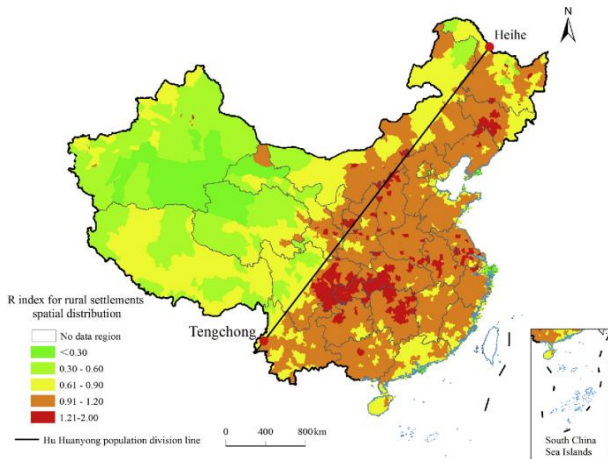 Heihe
N
Tengchong
R index for rural settlements
spatial distribution
No data region
<0.30
0.30 - 0.60
0.61 - 0.90
0.91 - 1.20
1.21-2.00
Hu Huanyong population division line
0 400 800km
South China
Sea Islands